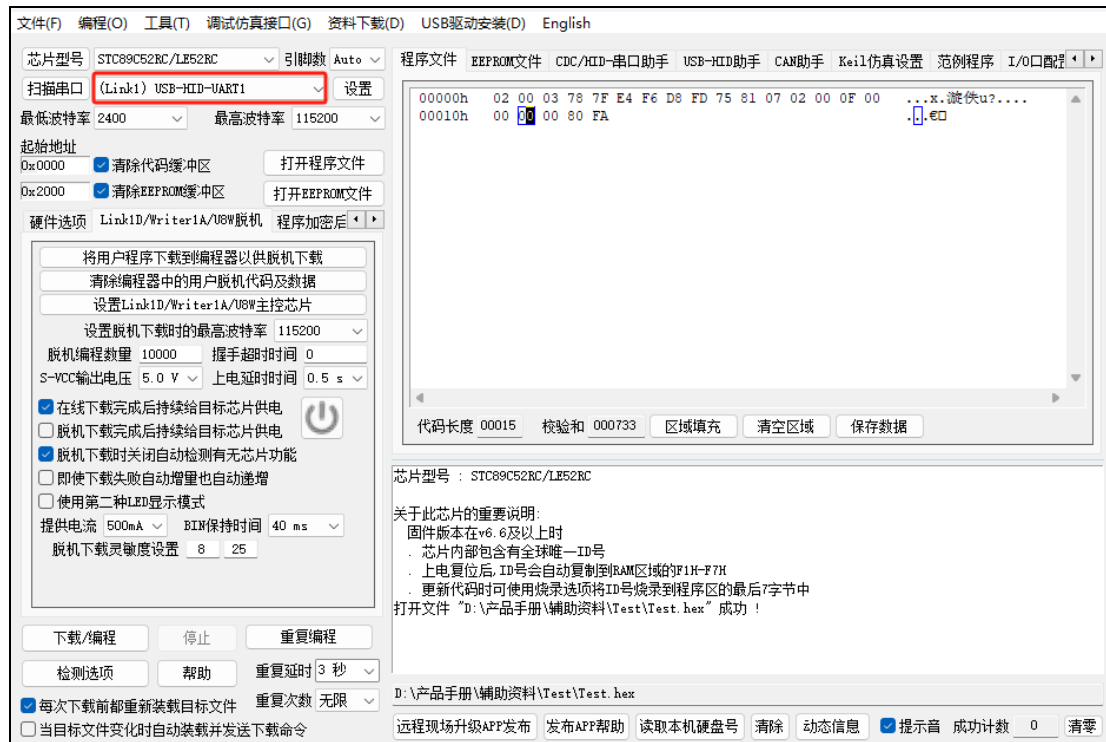 文件(F) 编程(O) 工具(T) 调试仿真接口(G) 资料下载(D) USB驱动安装(D) English
芯片型号 STC89C52RC/LE52RC 引脚数 Auto
扫描串口 (Link1) USB-HID-UART1 设置
最低波特率 2400 最高波特率 115200
起始地址
0x0000 清除代码缓冲区 打开程序文件
0x2000 清除EEPROM缓冲区 打开EEPROM文件
硬件选项 Link1D/Writer1A/U8W脱机 程序加密后
将用户程序下载到编程器以供脱机下载
清除编程器中的用户脱机代码及数据
设置Link1D/Writer1A/U8W主控芯片
设置脱机下载时的最高波特率 115200
脱机编程数量 10000 握手超时时间 0
S-VCC输出电压 5.0 V 上电延时时间 0.5 s
在线下载完成后持续给目标芯片供电
脱机下载完成后持续给目标芯片供电
脱机下载时关闭自动检测有无芯片功能
即使下载失败自动增量也自动递增
使用第二种LED显示模式
提供电流 500mA BIN保持时间 40 ms
脱机下载灵敏度设置 8 25
下载/编程 停止 重复编程
检测选项 帮助 重复延时 3 秒
每次下载前都重新装载目标文件 重复次数 无限
当目标文件变化时自动装载并发送下载命令
程序文件 EEPROM文件 CDC/HID-串口助手 USB-HID助手 CAN助手 Keil仿真设置 范例程序 I/O口配
00000h 02 00 03 78 7F E4 F6 D8 FD 75 81 07 02 00 0F 00 ...x.漩佚u?....
00010h 00 00 00 80 FA ...€
代码长度 00015 校验和 000733 区域填充 清空区域 保存数据
芯片型号 : STC89C52RC/LE52RC
关于此芯片的重要说明:
固件版本在v6.6及以上时
. 芯片内部包含有全球唯一ID号
. 上电复位后,ID号会自动复制到RAM区域的F1H-F7H
. 更新代码时可使用烧录选项将ID号烧录到程序区的最后7字节中
打开文件 "D:\产品手册\辅助资料\Test\Test.hex" 成功 !
D:\产品手册\辅助资料\Test\Test.hex
远程现场升级APP发布 发布APP帮助 读取本机硬盘号 清除 动态信息 提示音 成功计数 0 清零